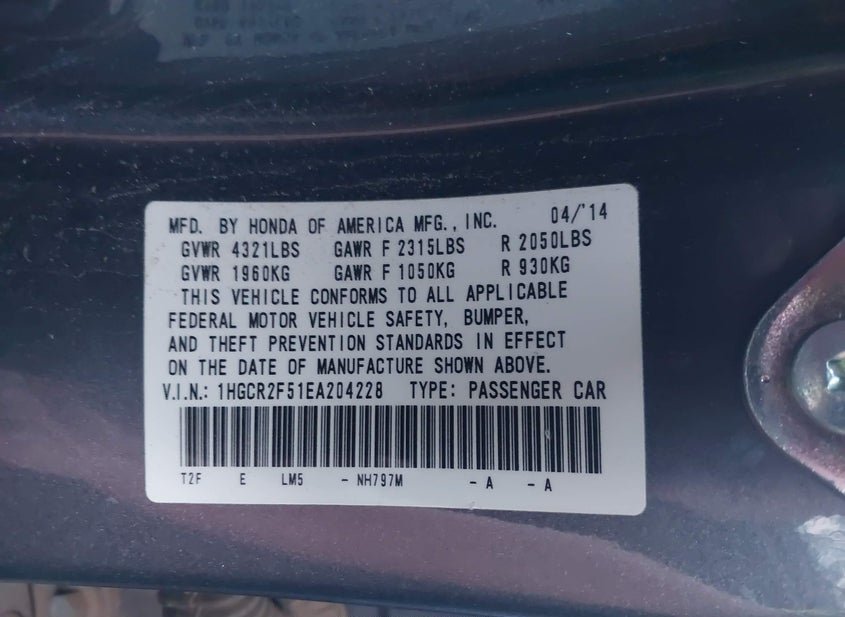 MFD. BY HONDA OF AMERICA MFG., INC. 04/'14
GVWR 4321LBS GAWR F 2315LBS R 2050LBS
GVWR 1960KG GAWR F 1050KG R 930KG
THIS VEHICLE CONFORMS TO ALL APPLICABLE
FEDERAL MOTOR VEHICLE SAFETY, BUMPER,
AND THEFT PREVENTION STANDARDS IN EFFECT
ON THE DATE OF MANUFACTURE SHOWN ABOVE.
V.I.N.: 1HGCR2F51EA204228 TYPE: PASSENGER CAR
T2F E LM5 - NH797M - A - A